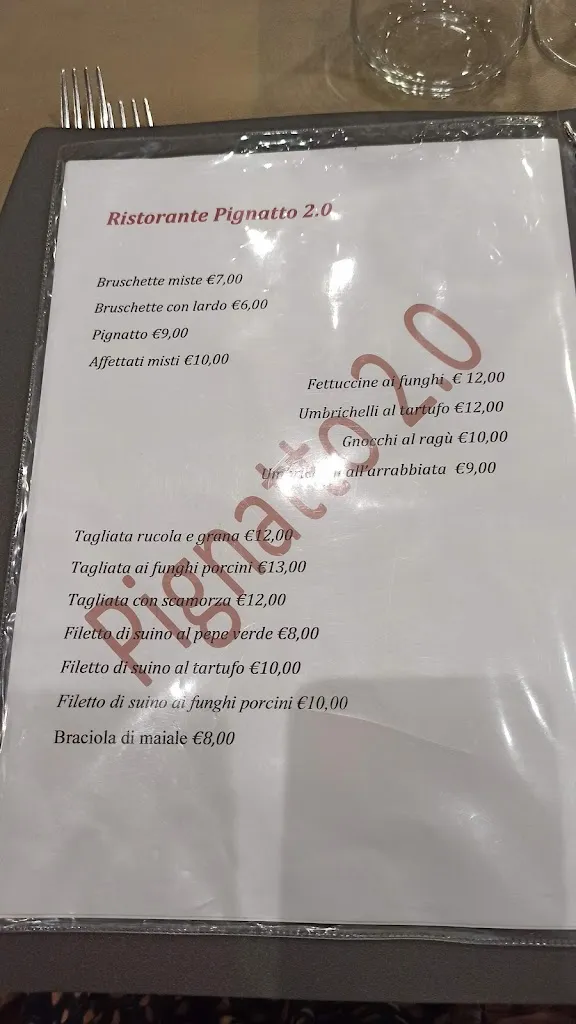 Ristorante Pignatto 2.0
Bruschette miste €7,00
Bruschette con lardo €6,00
Pignatto €9,00
Affettati misti €10,00
Fettuccine ai funghi € 12,00
Umbrichelli al tartufo €12,00
Gnocchi al ragù €10,00
all'arrabbiata €9,00
Tagliata rucola e grana €12,00
Tagliata ai funghi porcini €13,00
Tagliata con scamorza €12,00
Filetto di suino al pepe verde €8,00
Filetto di suino al tartufo €10,00
Filetto di suino ai funghi porcini €10,00
Braciola di maiale €8,00
Pignatto 2.0